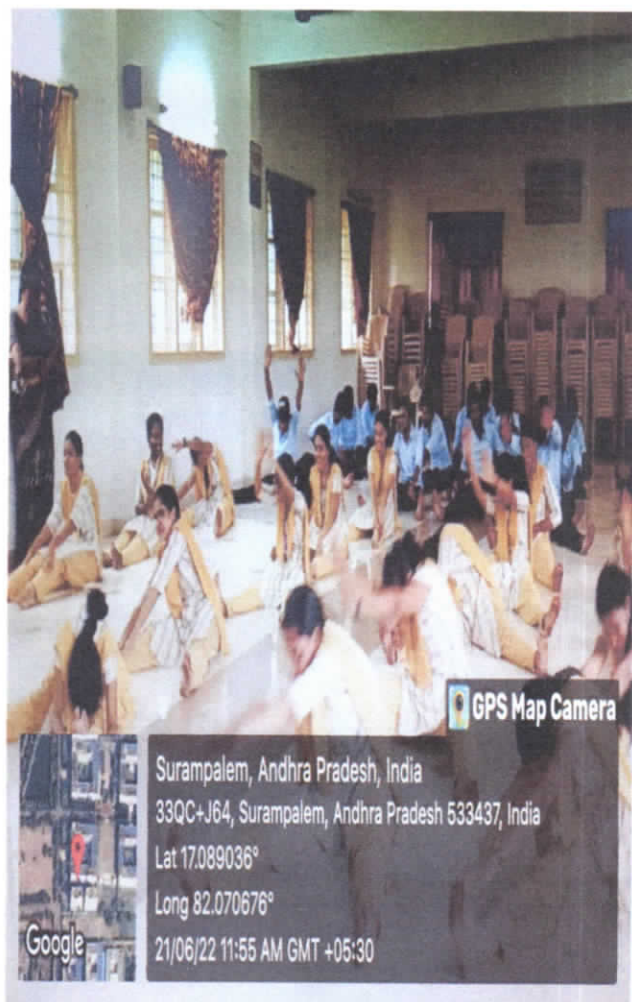 GPS Map Camera
Surampalem, Andhra Pradesh, India
33QC+J64, Surampalem, Andhra Pradesh 533437, India
Lat 17.089036°
Long 82.070676°
21/06/22 11:55 AM GMT +05:30
Google